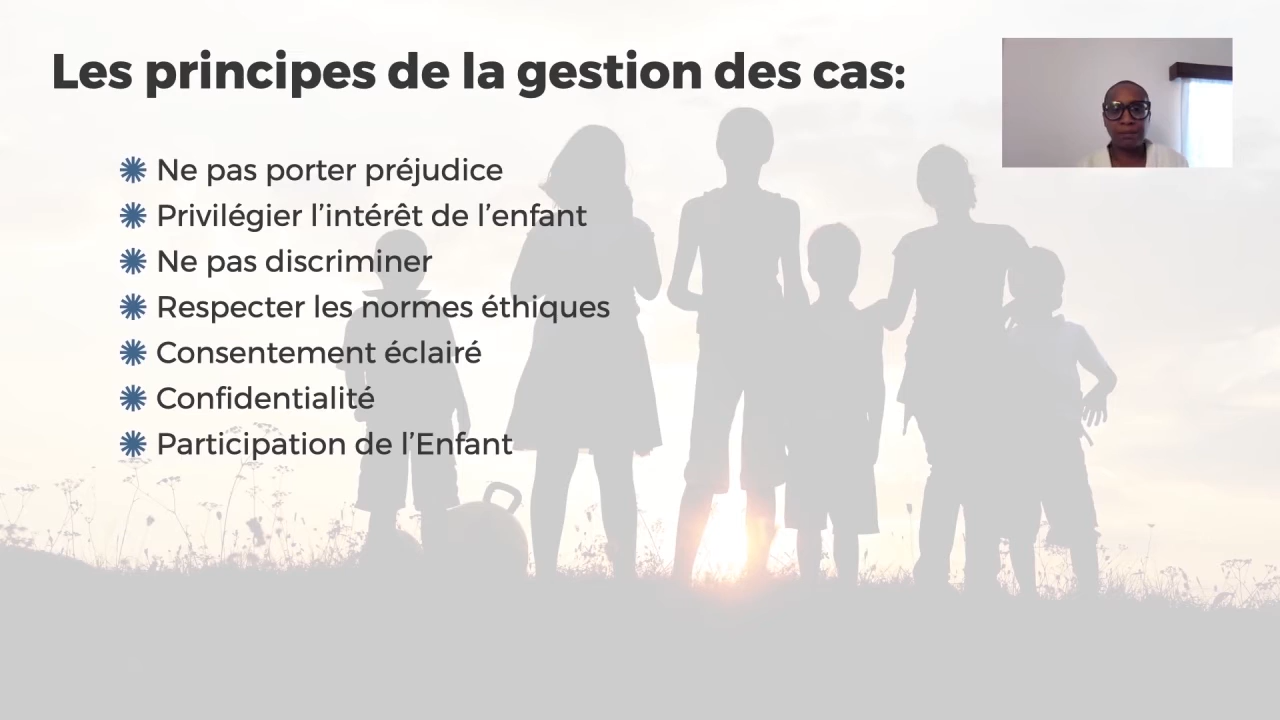 Les principes de la gestion des cas:
Ne pas porter préjudice
Privilégier l’intérêt de l’enfant
Ne pas discriminer
Respecter les normes éthiques
Consentement éclairé
Confidentialité
Participation de l’Enfant